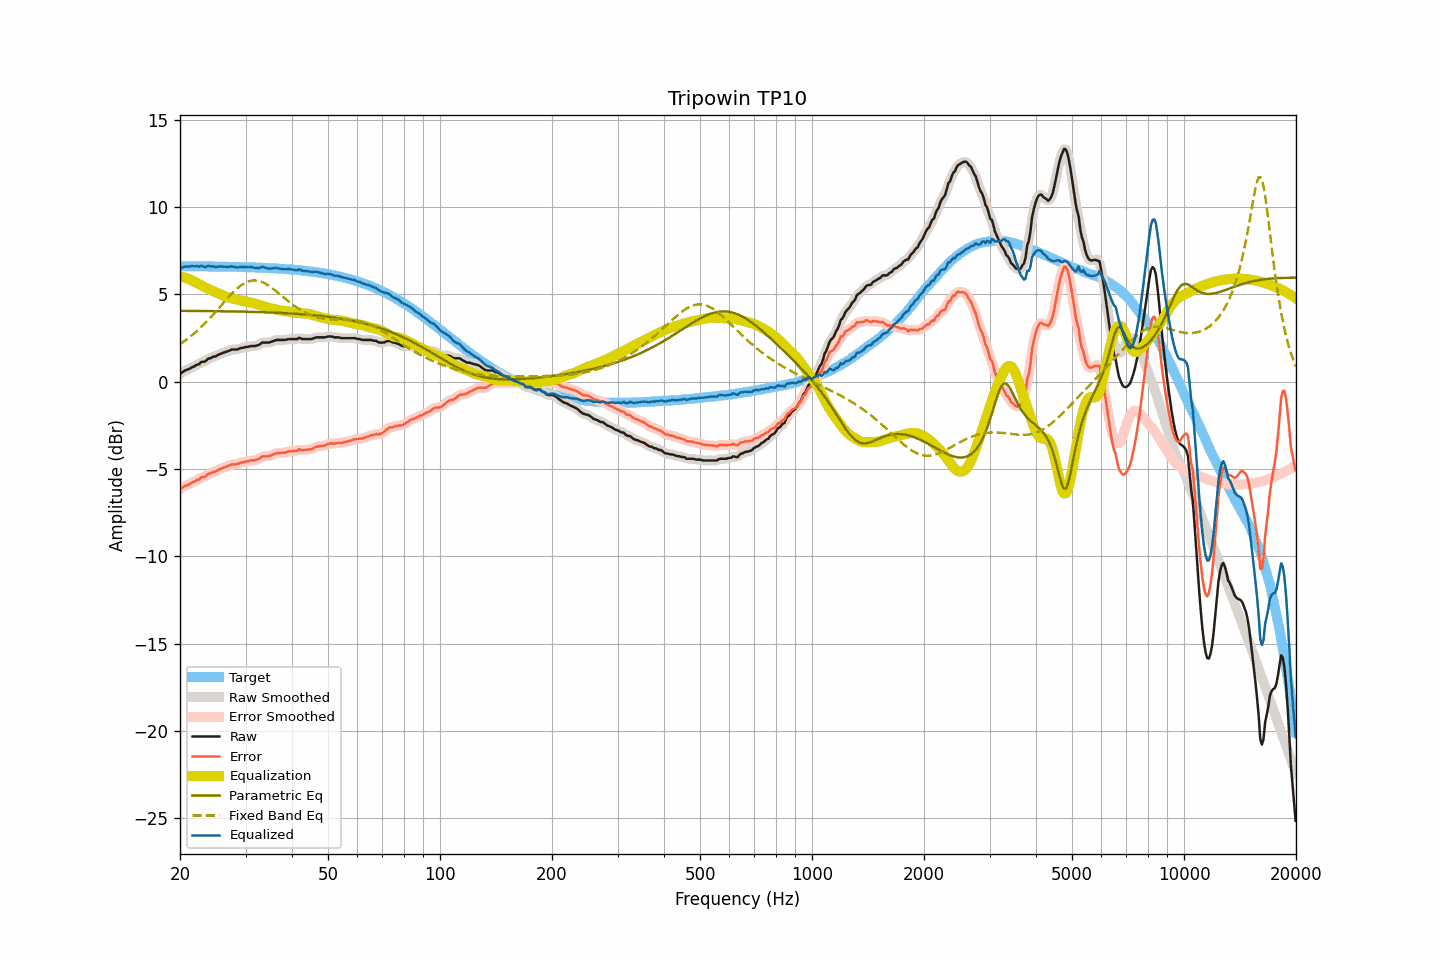 Tripowin TP10
15
10
5
0
−5
−10
−15
−20
−25
Amplitude (dBr)
Target
Raw Smoothed
Error Smoothed
Raw
Error
Equalization
Parametric Eq
Fixed Band Eq
Equalized
20 50 100 200 500 1000 2000 5000 10000 20000
Frequency (Hz)